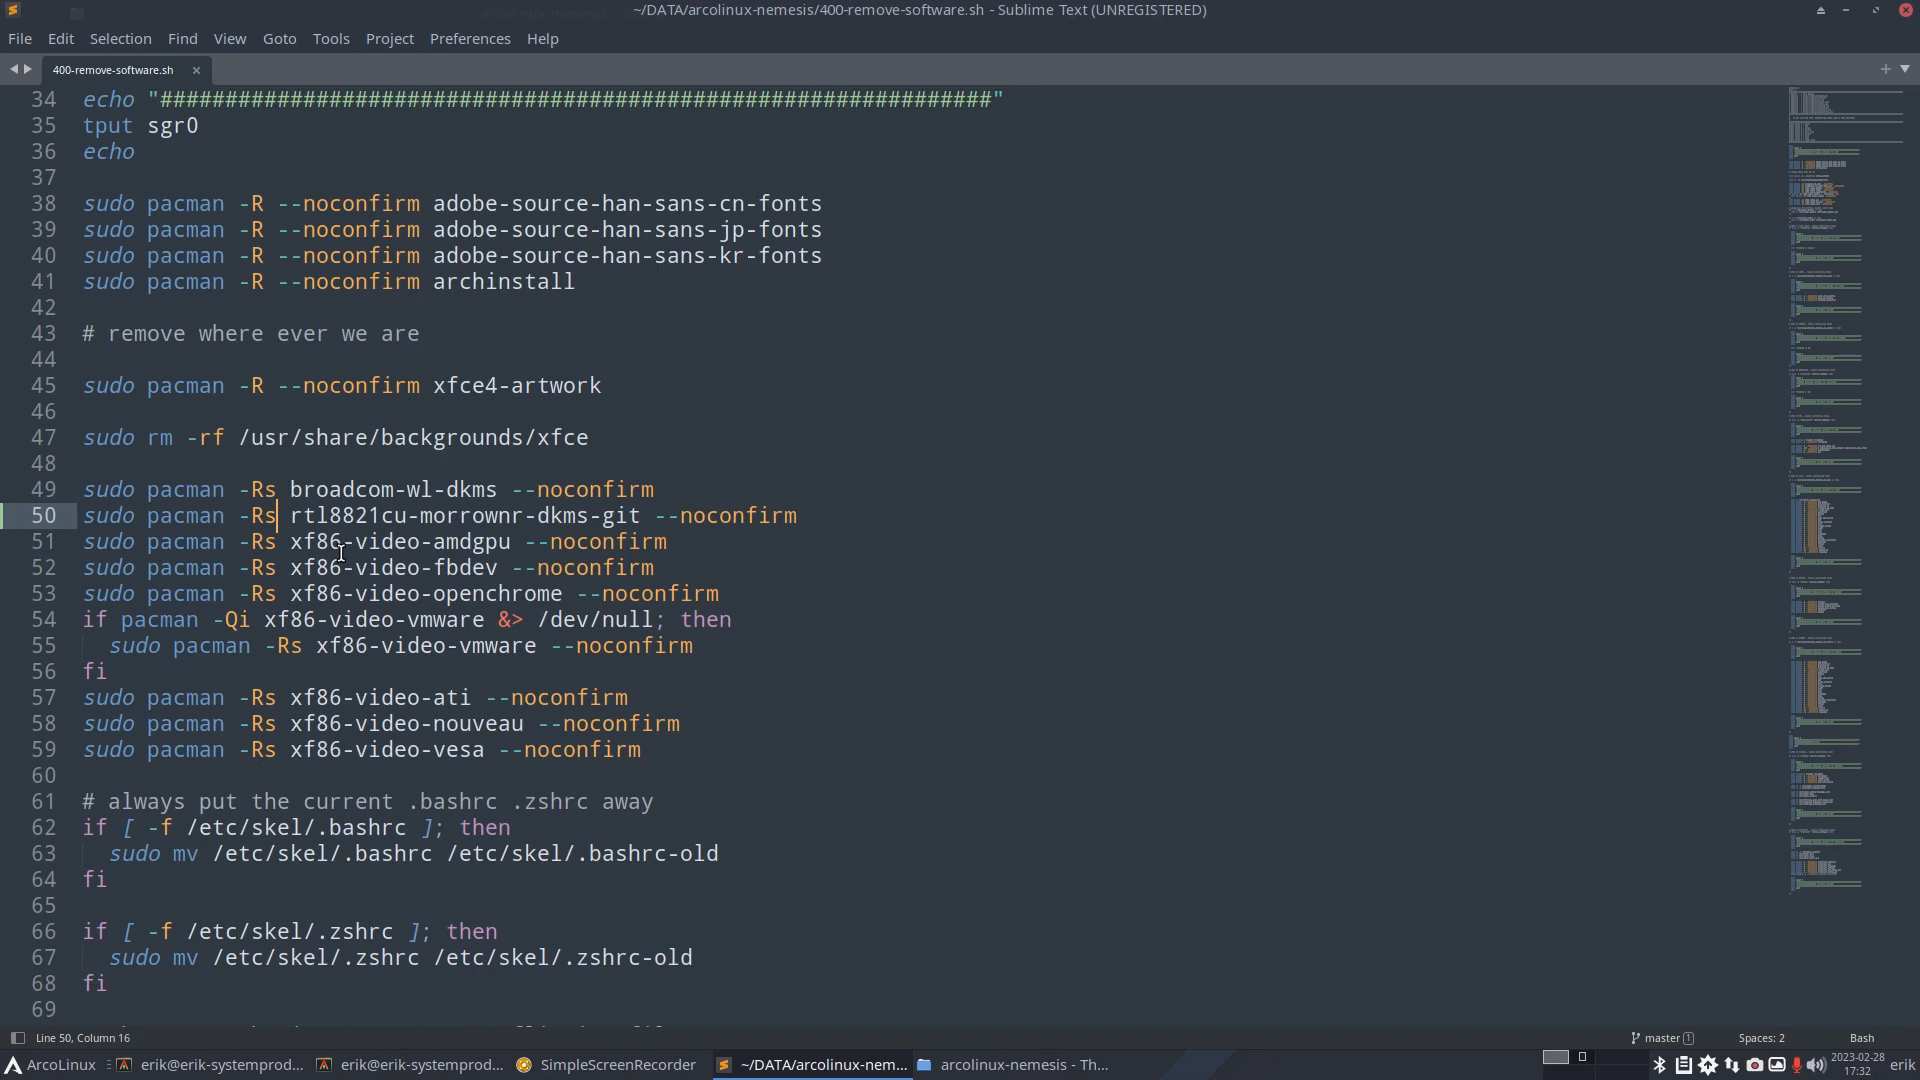 ~/DATA/arcolinux-nemesis/400-remove-software.sh - Sublime Text (UNREGISTERED)
File Edit Selection Find View Goto Tools Project Preferences Help
400-remove-software.sh
34 echo "################################################################"
35 tput sgr0
36 echo
37
38 sudo pacman -R --noconfirm adobe-source-han-sans-cn-fonts
39 sudo pacman -R --noconfirm adobe-source-han-sans-jp-fonts
40 sudo pacman -R --noconfirm adobe-source-han-sans-kr-fonts
41 sudo pacman -R --noconfirm archinstall
42
43 # remove where ever we are
44
45 sudo pacman -R --noconfirm xfce4-artwork
46
47 sudo rm -rf /usr/share/backgrounds/xfce
48
49 sudo pacman -Rs broadcom-wl-dkms --noconfirm
50 sudo pacman -Rs rtl8821cu-morrownr-dkms-git --noconfirm
51 sudo pacman -Rs xf86-video-amdgpu --noconfirm
52 sudo pacman -Rs xf86-video-fbdev --noconfirm
53 sudo pacman -Rs xf86-video-openchrome --noconfirm
54 if pacman -Qi xf86-video-vmware &> /dev/null; then
55 sudo pacman -Rs xf86-video-vmware --noconfirm
56 fi
57 sudo pacman -Rs xf86-video-ati --noconfirm
58 sudo pacman -Rs xf86-video-nouveau --noconfirm
59 sudo pacman -Rs xf86-video-vesa --noconfirm
60
61 # always put the current .bashrc .zshrc away
62 if [ -f /etc/skel/.bashrc ]; then
63 sudo mv /etc/skel/.bashrc /etc/skel/.bashrc-old
64 fi
65
66 if [ -f /etc/skel/.zshrc ]; then
67 sudo mv /etc/skel/.zshrc /etc/skel/.zshrc-old
68 fi
69
Line 50, Column 16 master 1 Spaces: 2 Bash
ArcoLinux erik@erik-systemprod... erik@erik-systemprod... SimpleScreenRecorder ~/DATA/arcolinux-nem... arcolinux-nemesis - Th... 2023-02-28 17:32 erik